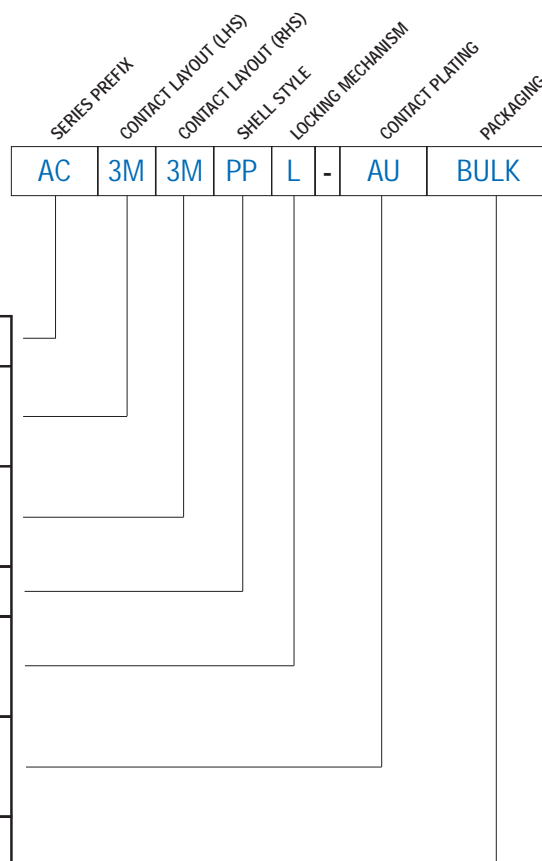 SERIES PREFIX
CONTACT LAYOUT (LHS)
CONTACT LAYOUT (RHS)
SHELL STYLE
LOCKING MECHANISM
CONTACT PLATING
PACKAGING
AC 3M 3M PP L - AU BULK